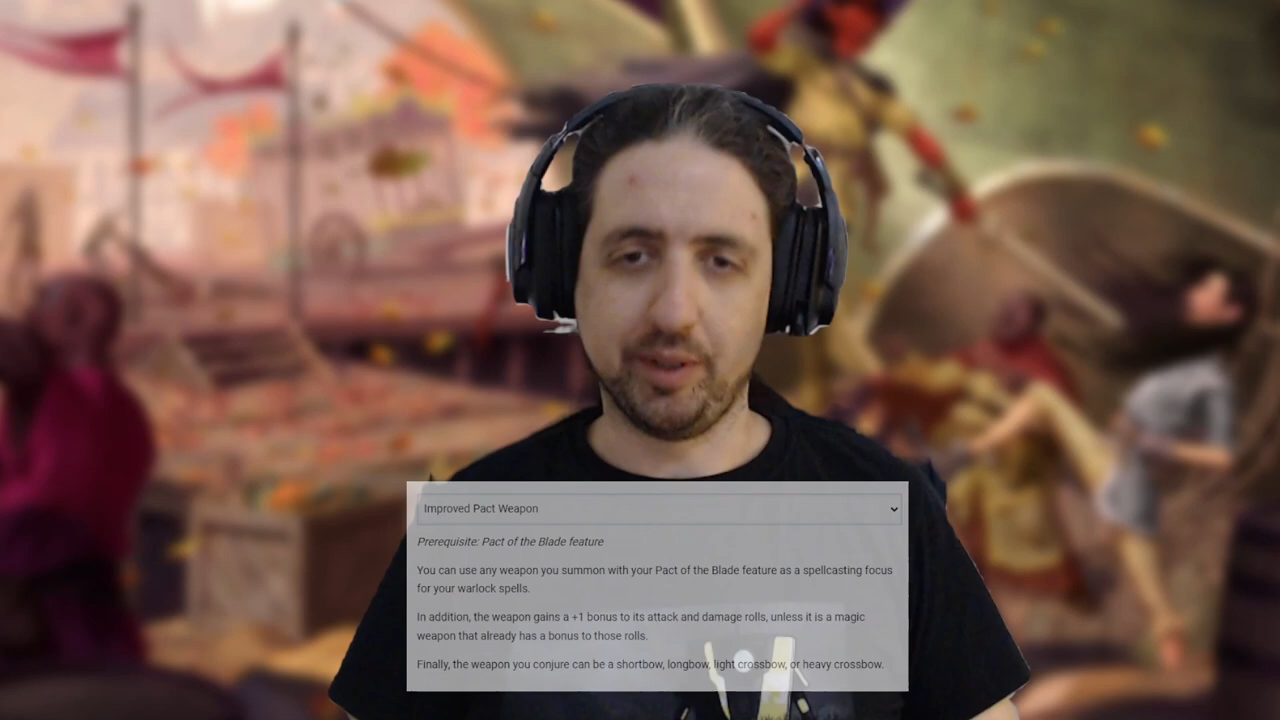 Improved Pact Weapon
Prerequisite: Pact of the Blade feature
You can use any weapon you summon with your Pact of the Blade feature as a spellcasting focus
for your warlock spells.
In addition, the weapon gains a +1 bonus to its attack and damage rolls, unless it is a magic
weapon that already has a bonus to those rolls.
Finally, the weapon you conjure can be a shortbow, longbow, light crossbow, or heavy crossbow.